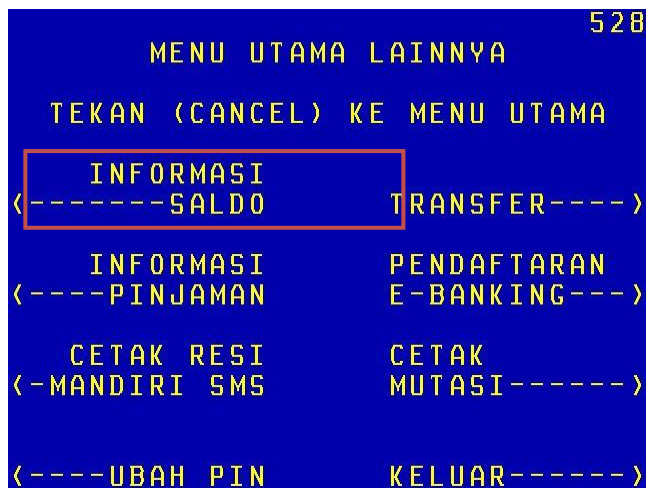 528
MENU UTAMA LAINNYA
TEKAN (CANCEL) KE MENU UTAMA
INFORMASI
<-------SALDO TRANSFER---->
INFORMASI PENDAFTARAN
<----PINJAMAN E-BANKING--->
CETAK RESI CETAK
<-MANDIRI SMS MUTASI------>
<----UBAH PIN KELUAR------>